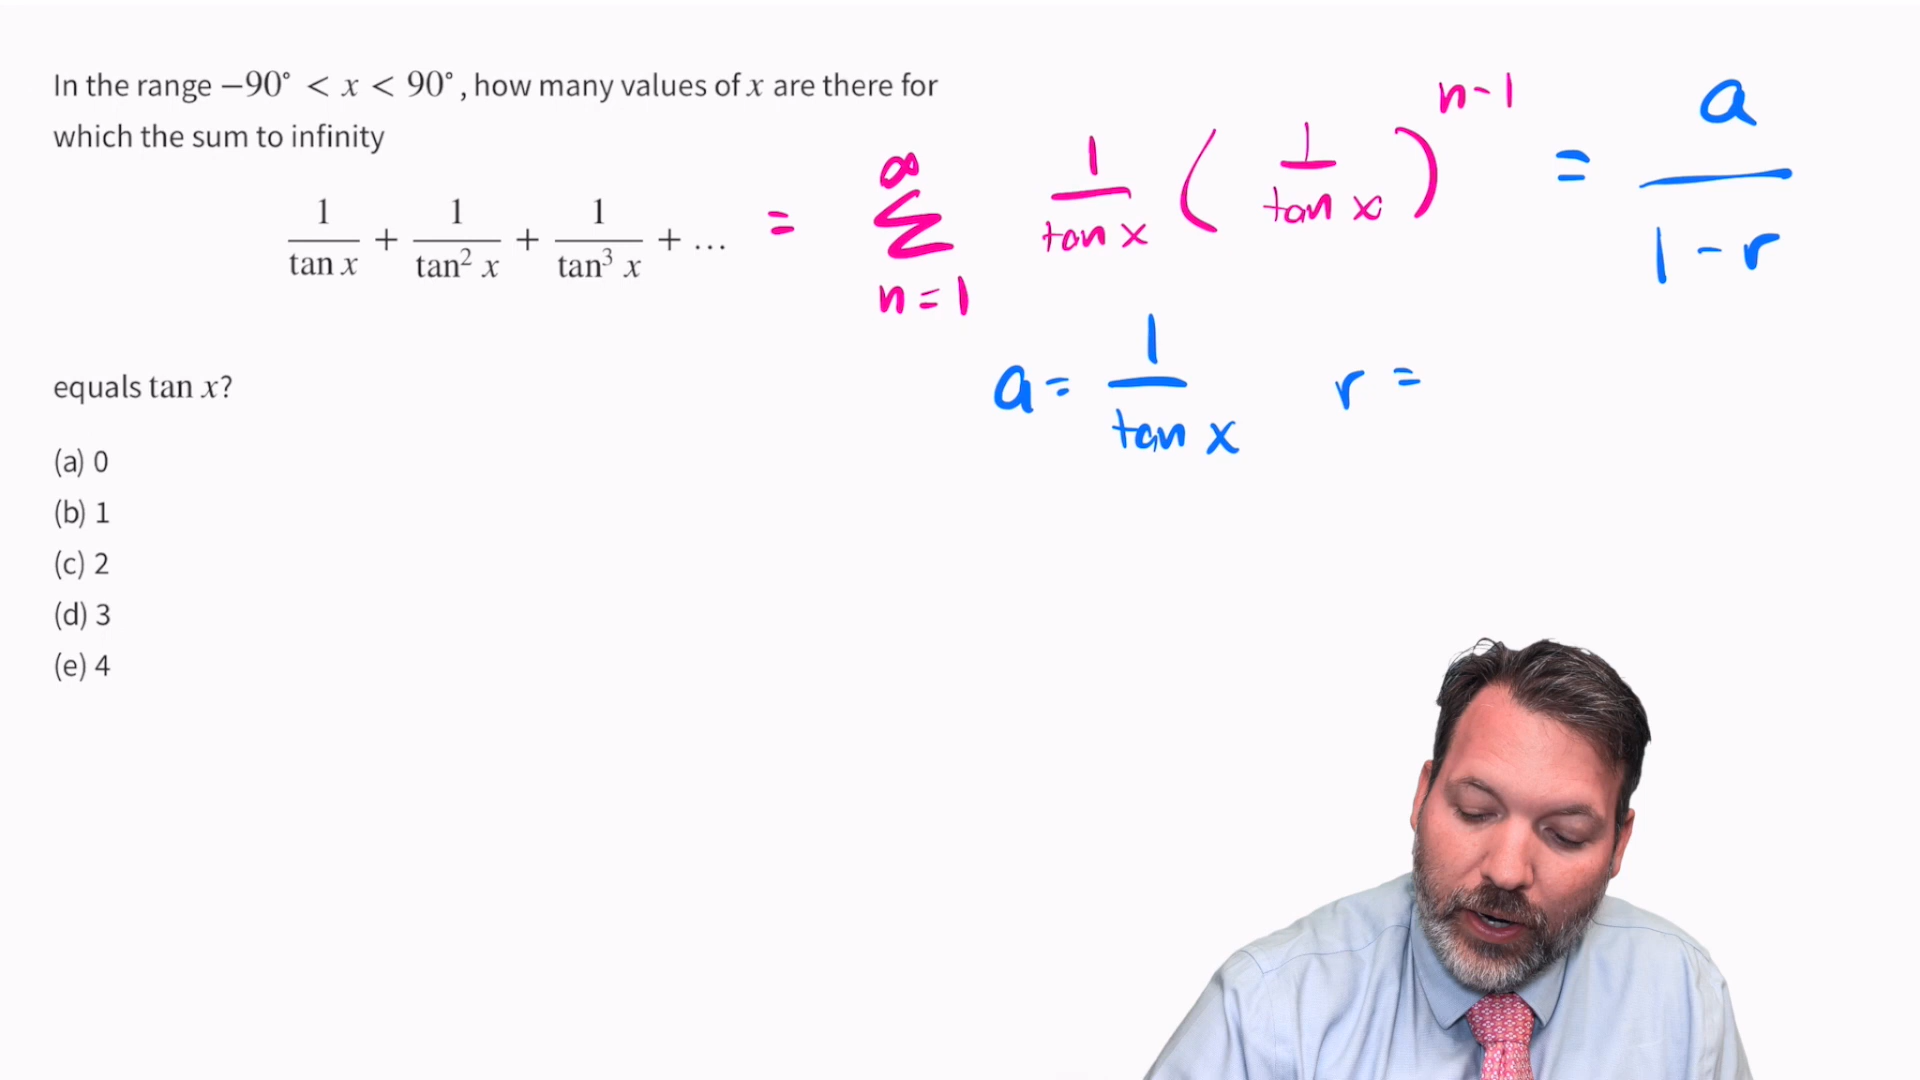 In the range −90° < x < 90°, how many values of x are there for
which the sum to infinity
1/tan x + 1/tan² x + 1/tan³ x + …
= ∞ Σ n=1 1/tan x ( 1/tan x )^(n-1) = a/(1-r)
a = 1/tan x r =
equals tan x?
(a) 0
(b) 1
(c) 2
(d) 3
(e) 4